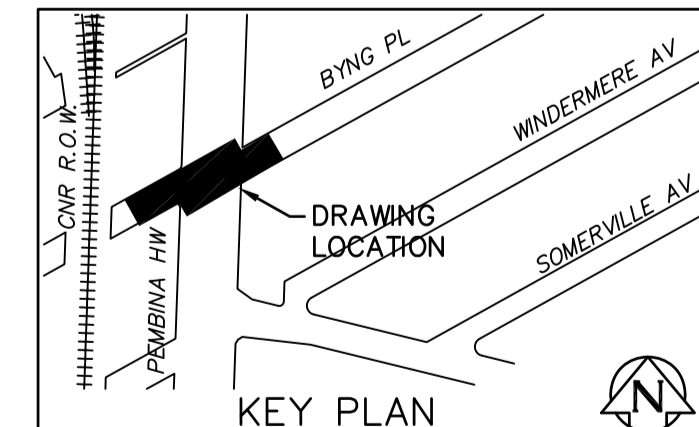 BYNG PL
WINDERMERE AV
CNR R.O.W.
DRAWING
LOCATION
SOMERVILLE AV
PEMBINA HW
KEY PLAN
N